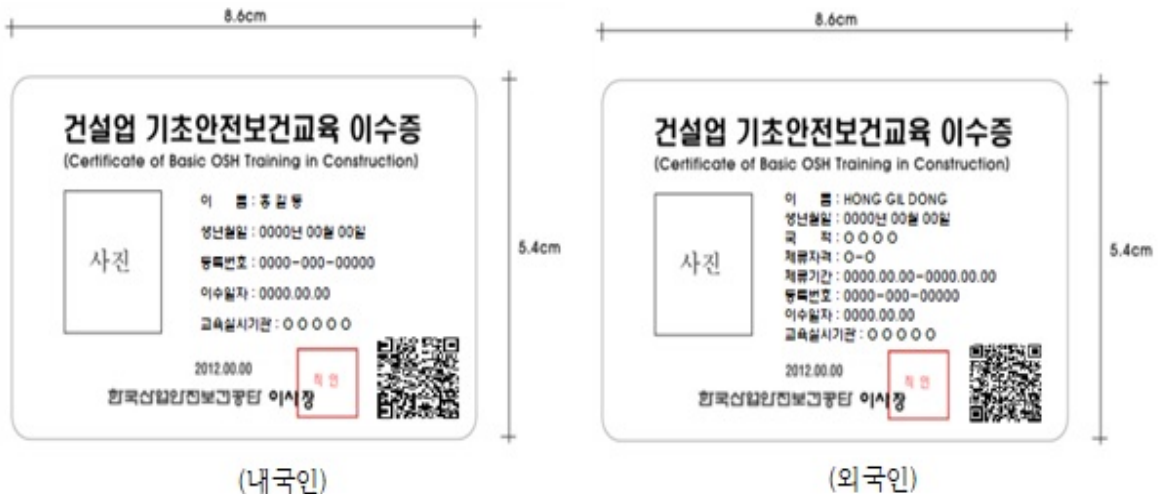 8.6cm
건설업 기초안전보건교육 이수증
(Certificate of Basic OSH Training in Construction)
사진
이 름 : 홍 길 동
생년월일 : 0000년 00월 00일
등록번호 : 0000-000-00000
이수일자 : 0000.00.00
교육실시기관 : O O O O O
2012.00.00
직 인
한국산업안전보건공단 이사장
5.4cm
(내국인)
8.6cm
건설업 기초안전보건교육 이수증
(Certificate of Basic OSH Training in Construction)
사진
이 름 : HONG GIL DONG
생년월일 : 0000년 00월 00일
국 적 : O O O O
체류자격 : O-O
체류기간 : 0000.00.00-0000.00.00
등록번호 : 0000-000-00000
이수일자 : 0000.00.00
교육실시기관 : O O O O O
2012.00.00
직 인
한국산업안전보건공단 이사장
5.4cm
(외국인)